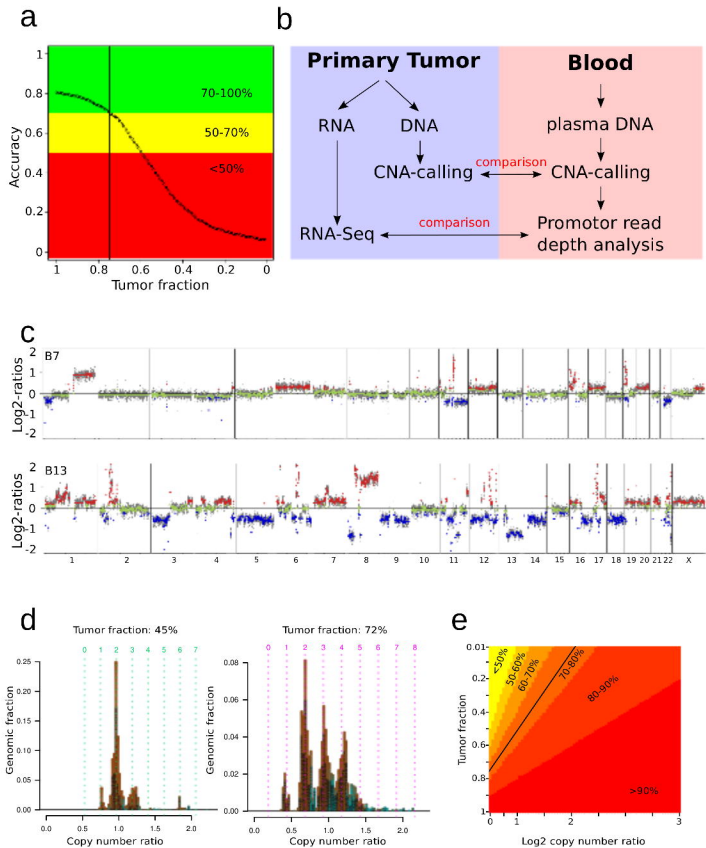 a
1
0.8
0.6
0.4
0.2
0
Accuracy
70-100%
50-70%
<50%
1 0.8 0.6 0.4 0.2 0
Tumor fraction
b
Primary Tumor Blood
RNA DNA plasma DNA
CNA-calling comparison CNA-calling
RNA-Seq comparison Promotor read
depth analysis
c
B7
Log2-ratios
2
1
0
-1
-2
B13
Log2-ratios
2
1
0
-1
-2
1 2 3 4 5 6 7 8 9 10 11 12 13 14 15 16 17 18 19 20 21 22 X
d
Tumor fraction: 45%
0 1 2 3 4 5 6 7
Genomic fraction
0.25
0.20
0.15
0.10
0.05
0.00
0.0 0.5 1.0 1.5 2.0
Copy number ratio
Tumor fraction: 72%
0 1 2 3 4 5 6 7 8
Genomic fraction
0.08
0.06
0.04
0.02
0.00
0.0 0.5 1.0 1.5 2.0
Copy number ratio
e
Tumor fraction
0.01
0.2
0.4
0.6
0.8
1
<50%
50-60%
60-70%
70-80%
80-90%
>90%
0 1 2 3
Log2 copy number ratio